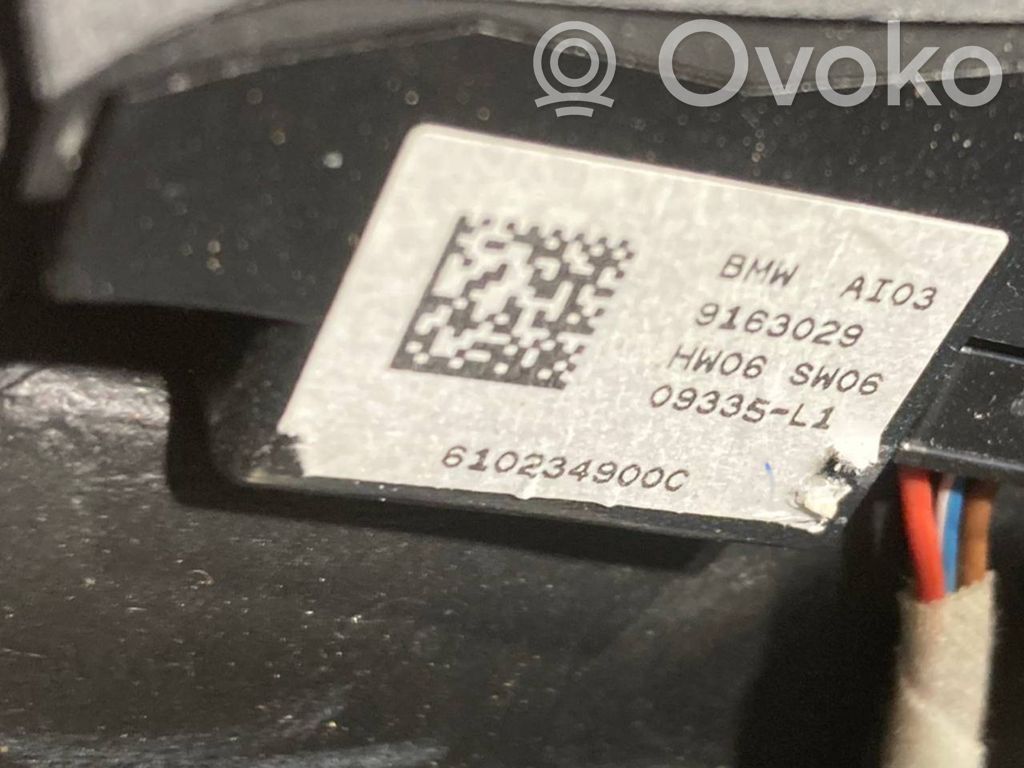 Ovoko
BMW AI03
9163029
HW06 SW06
09335-L1
610234900C